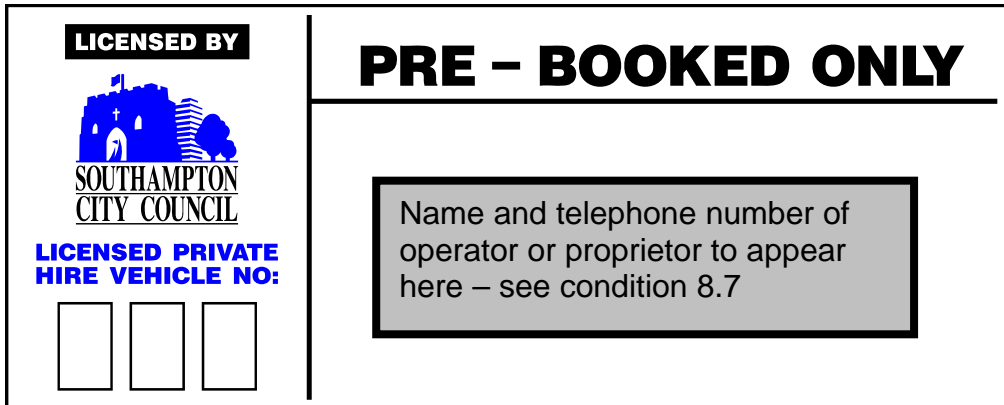 LICENSED BY
SOUTHAMPTON
CITY COUNCIL
LICENSED PRIVATE
HIRE VEHICLE NO:
PRE – BOOKED ONLY
Name and telephone number of
operator or proprietor to appear
here – see condition 8.7